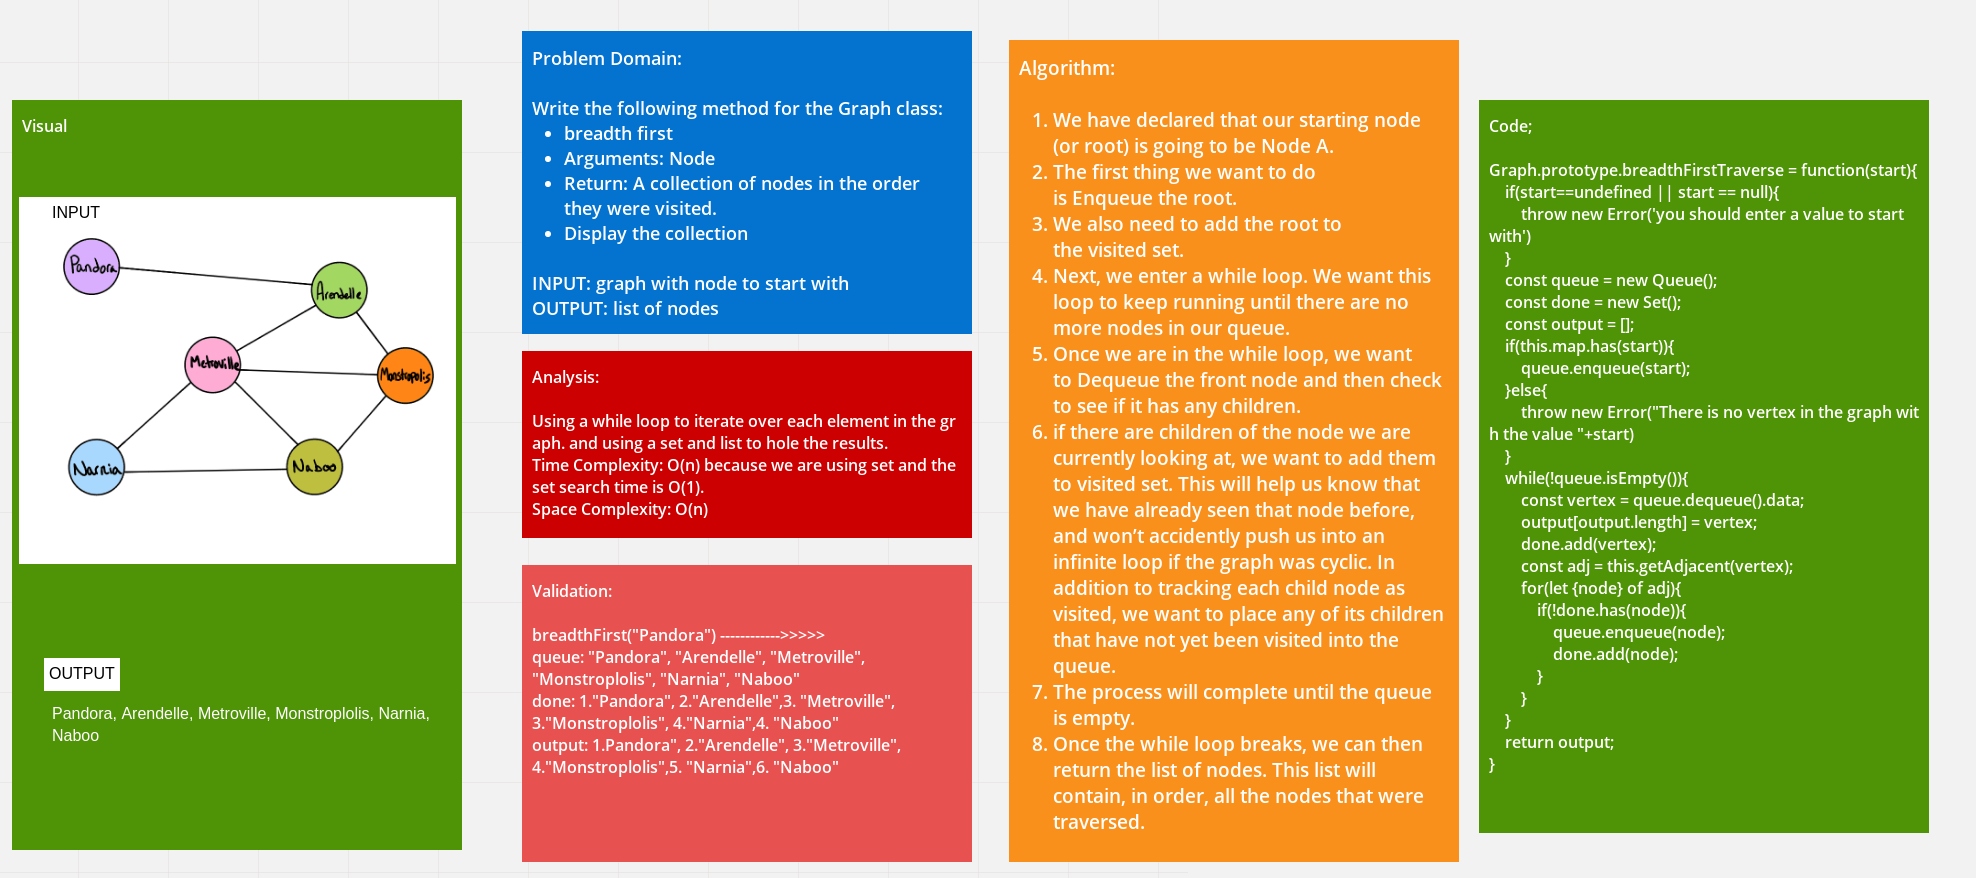 Visual
INPUT
Pandora
Arendelle
Metroville
Monstropolis
Narnia
Naboo
OUTPUT
Pandora, Arendelle, Metroville, Monstroplolis, Narnia,
Naboo
Problem Domain:
Write the following method for the Graph class:
• breadth first
• Arguments: Node
• Return: A collection of nodes in the order
they were visited.
• Display the collection
INPUT: graph with node to start with
OUTPUT: list of nodes
Analysis:
Using a while loop to iterate over each element in the gr
aph. and using a set and list to hole the results.
Time Complexity: O(n) because we are using set and the
set search time is O(1).
Space Complexity: O(n)
Validation:
breadthFirst("Pandora") ------------>>>>>
queue: "Pandora", "Arendelle", "Metroville",
"Monstroplolis", "Narnia", "Naboo"
done: 1."Pandora", 2."Arendelle",3. "Metroville",
3."Monstroplolis", 4."Narnia",4. "Naboo"
output: 1.Pandora", 2."Arendelle", 3."Metroville",
4."Monstroplolis",5. "Narnia",6. "Naboo"
Algorithm:
1. We have declared that our starting node
(or root) is going to be Node A.
2. The first thing we want to do
is Enqueue the root.
3. We also need to add the root to
the visited set.
4. Next, we enter a while loop. We want this
loop to keep running until there are no
more nodes in our queue.
5. Once we are in the while loop, we want
to Dequeue the front node and then check
to see if it has any children.
6. if there are children of the node we are
currently looking at, we want to add them
to visited set. This will help us know that
we have already seen that node before,
and won't accidently push us into an
infinite loop if the graph was cyclic. In
addition to tracking each child node as
visited, we want to place any of its children
that have not yet been visited into the
queue.
7. The process will complete until the queue
is empty.
8. Once the while loop breaks, we can then
return the list of nodes. This list will
contain, in order, all the nodes that were
traversed.
Code;
Graph.prototype.breadthFirstTraverse = function(start){
if(start==undefined || start == null){
throw new Error('you should enter a value to start
with')
}
const queue = new Queue();
const done = new Set();
const output = [];
if(this.map.has(start)){
queue.enqueue(start);
}else{
throw new Error("There is no vertex in the graph wit
h the value "+start)
}
while(!queue.isEmpty()){
const vertex = queue.dequeue().data;
output[output.length] = vertex;
done.add(vertex);
const adj = this.getAdjacent(vertex);
for(let {node} of adj){
if(!done.has(node)){
queue.enqueue(node);
done.add(node);
}
}
}
return output;
}